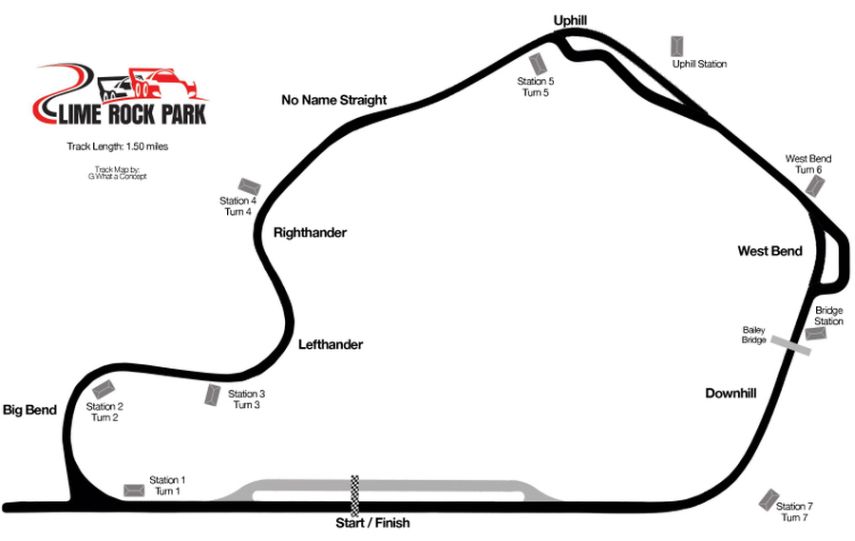 Uphill
Uphill Station
Station 5
Turn 5
No Name Straight
LIME ROCK PARK
Track Length: 1.50 miles
Track Map by:
G What a Concept
West Bend
Turn 6
Station 4
Turn 4
Righthander
West Bend
Bridge
Station
Bailey
Bridge
Lefthander
Downhill
Station 3
Turn 3
Station 2
Turn 2
Big Bend
Station 1
Turn 1
Station 7
Turn 7
Start / Finish